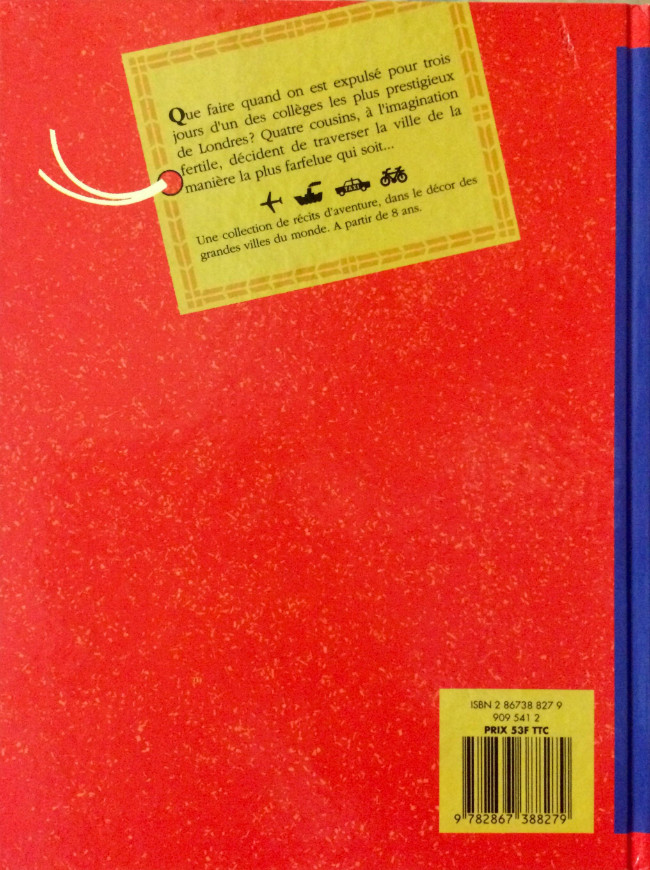 Que faire quand on est expulsé pour trois
jours d'un des collèges les plus prestigieux
de Londres? Quatre cousins, à l'imagination
fertile, décident de traverser la ville de la
manière la plus farfelue qui soit...
TAXI
Une collection de récits d'aventure, dans le décor des
grandes villes du monde. A partir de 8 ans.
ISBN 2 86738 827 9
909 541 2
PRIX 53F TTC
9 782867 388279